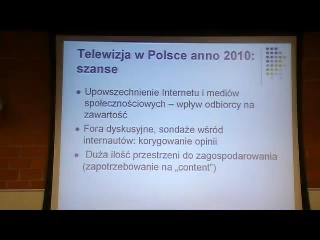 Telewizja w Polsce anno 2010:
szanse
Upowszechnienie Internetu i mediów
społecznościowych – wpływ odbiorcy na
zawartość
Fora dyskusyjne, sondaże wśród
internautów: korygowanie opinii
Duża ilość przestrzeni do zagospodarowania
(zapotrzebowanie na „content”)